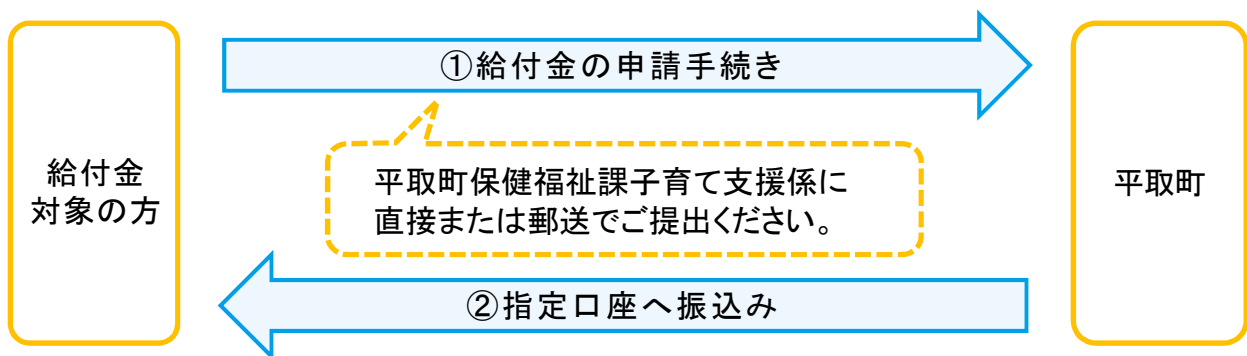 ①給付金の申請手続き
給付金
対象の方
平取町保健福祉課子育て支援係に
直接または郵送でご提出ください。
平取町
②指定口座へ振込み